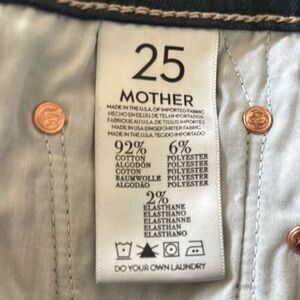 25
MOTHER
MADE IN THE U.S.A. OF IMPORTED FABRIC
HECHO EN EE.UU. DE TELA IMPORTADOS
FABRIQUÉ AUX U.S.A. DE TISSUS IMPORTÉS
MADE IN USA EINGEFÜHRTER FABRIC
MADE IN THE U.S.A. TECIDO IMPORTADO
92% 6%
COTTON POLYESTER
ALGODÓN POLYESTER
COTON POLYESTER
BAUMWOLLE POLYESTER
ALGODÃO POLYESTER
2%
ELASTHANE
ELASTHANO
ELASTHANNE
ELASTHAN
ELASTHANO
DO YOUR OWN LAUNDRY